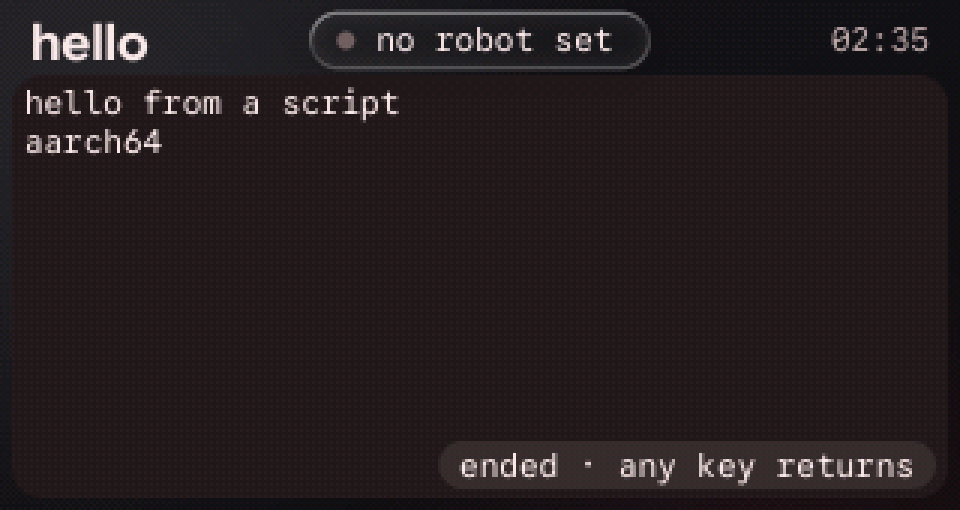 hello
no robot set
02:35
hello from a script
aarch64
ended · any key returns